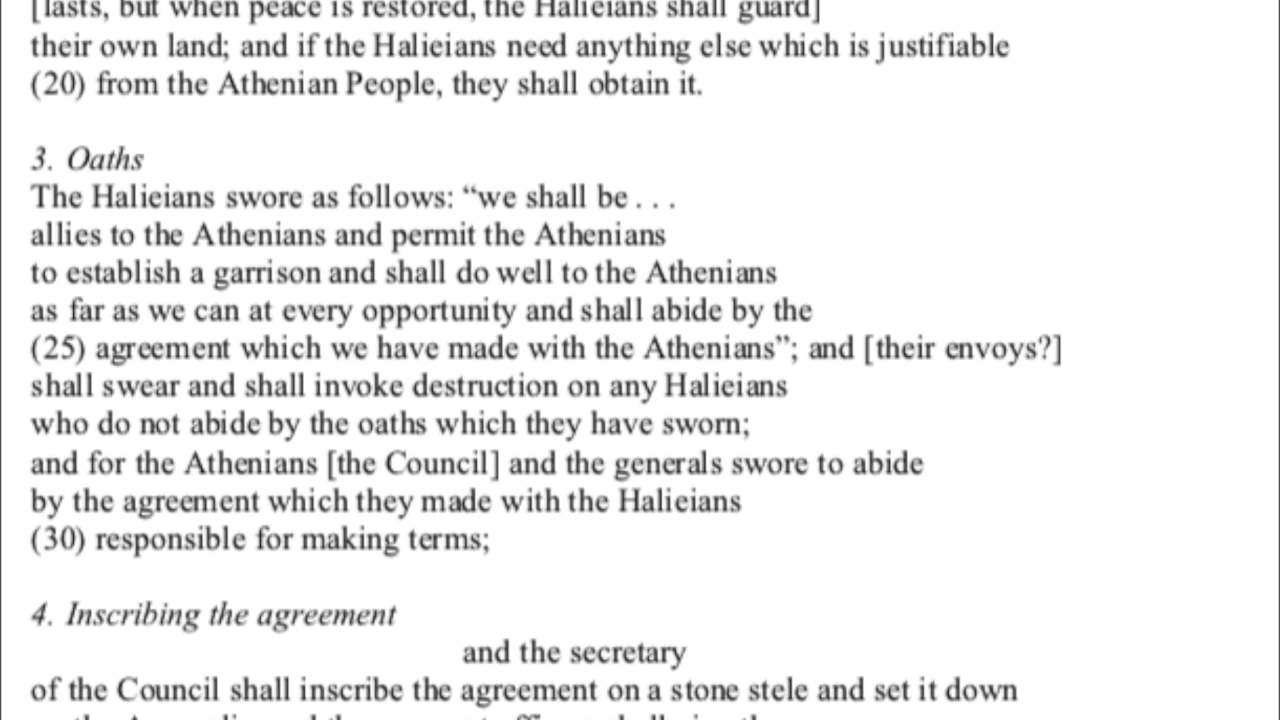 [lasts, but when peace is restored, the Halieians shall guard]
their own land; and if the Halieians need anything else which is justifiable
(20) from the Athenian People, they shall obtain it.
3. Oaths
The Halieians swore as follows: “we shall be . . .
allies to the Athenians and permit the Athenians
to establish a garrison and shall do well to the Athenians
as far as we can at every opportunity and shall abide by the
(25) agreement which we have made with the Athenians”; and [their envoys?]
shall swear and shall invoke destruction on any Halieians
who do not abide by the oaths which they have sworn;
and for the Athenians [the Council] and the generals swore to abide
by the agreement which they made with the Halieians
(30) responsible for making terms;
4. Inscribing the agreement
and the secretary
of the Council shall inscribe the agreement on a stone stele and set it down